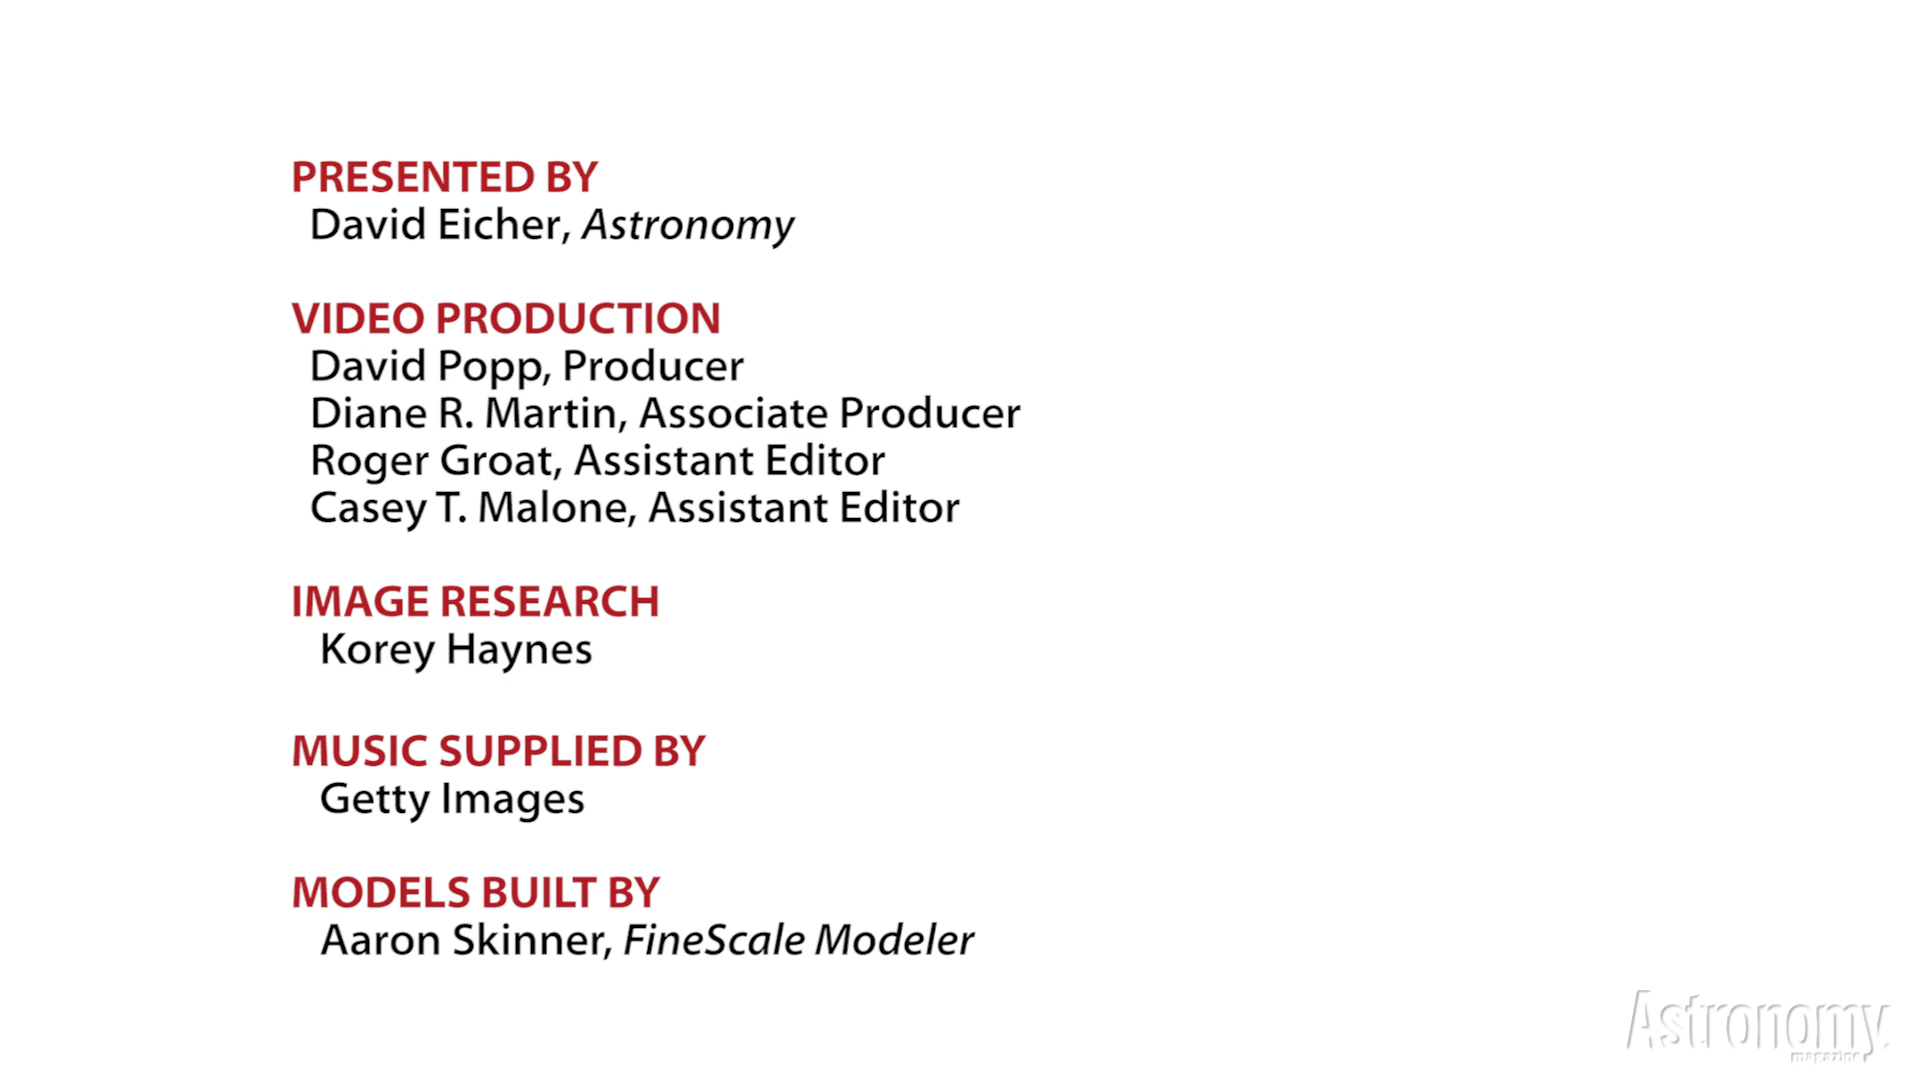 PRESENTED BY
David Eicher, Astronomy
VIDEO PRODUCTION
David Popp, Producer
Diane R. Martin, Associate Producer
Roger Groat, Assistant Editor
Casey T. Malone, Assistant Editor
IMAGE RESEARCH
Korey Haynes
MUSIC SUPPLIED BY
Getty Images
MODELS BUILT BY
Aaron Skinner, FineScale Modeler
Astronomy
magazine